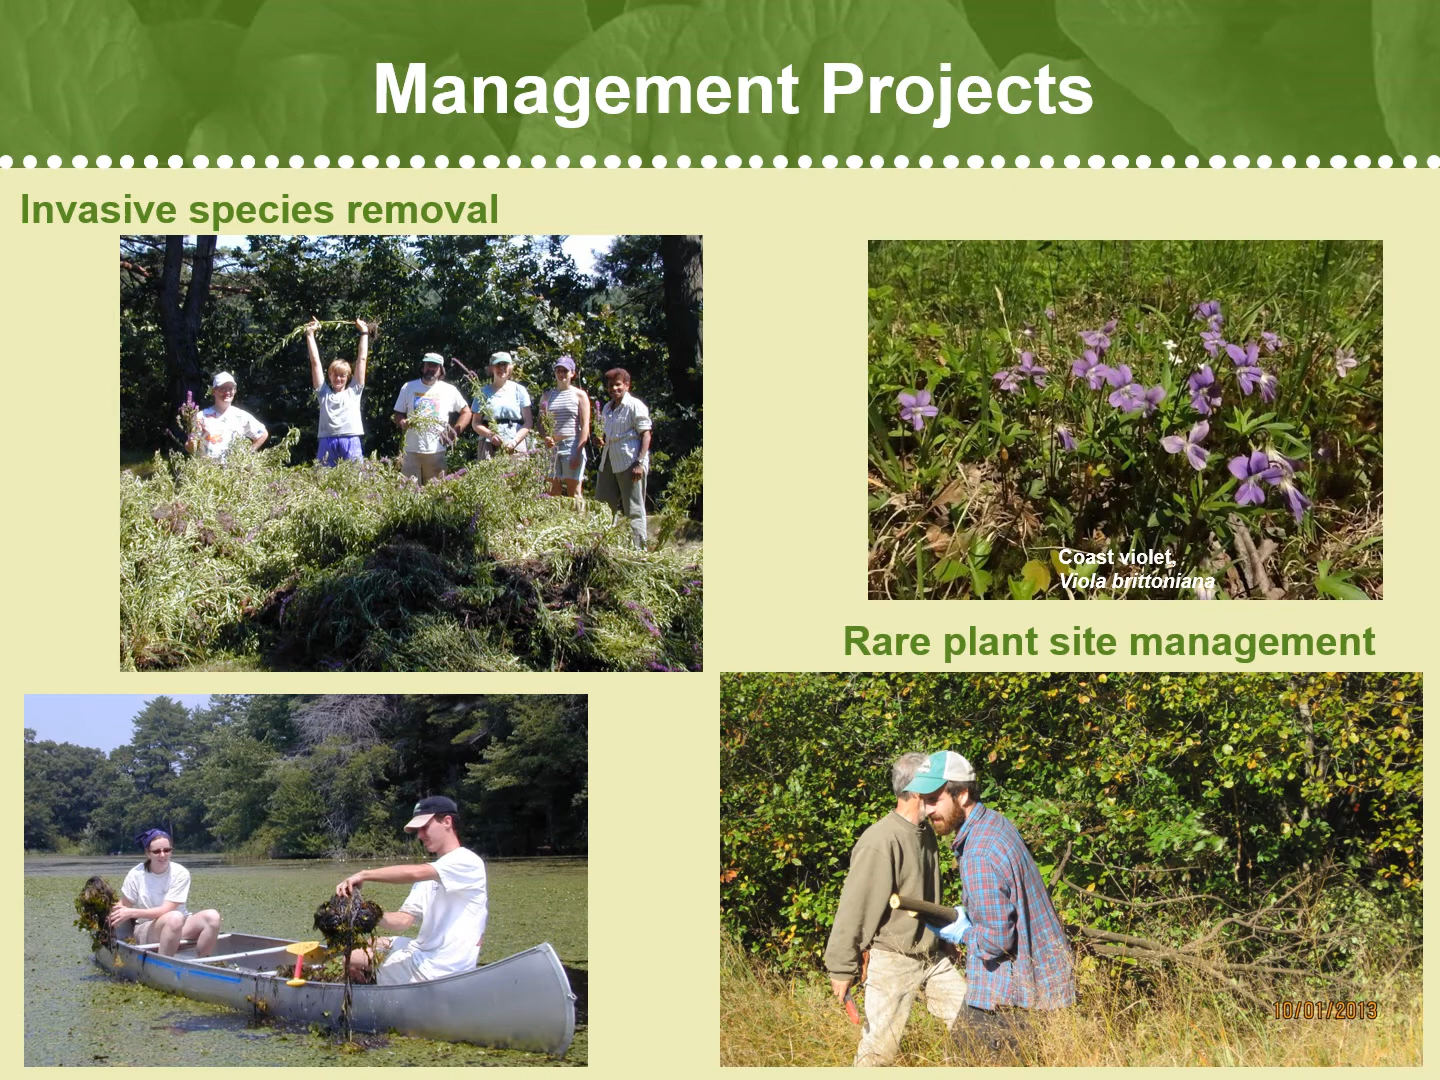 Management Projects
Invasive species removal
Coast violet,
Viola brittoniana
Rare plant site management
10/01/2013